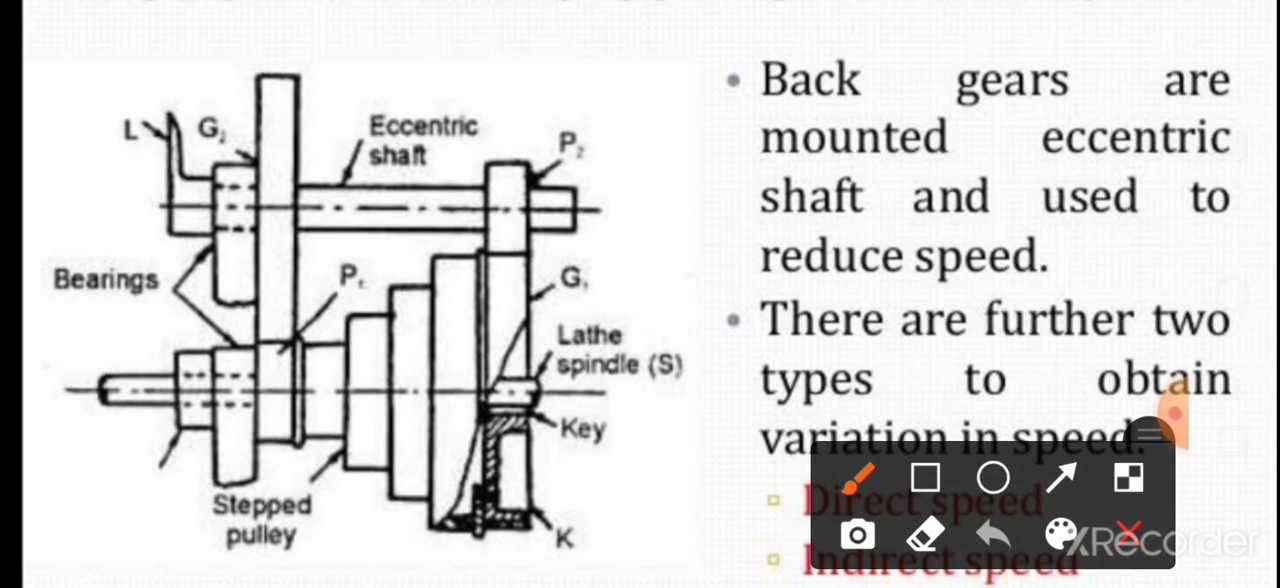 L
G₂
Eccentric
shaft
P₂
Bearings
P₁
G₁
Lathe
spindle (S)
Key
Stepped
pulley
K
• Back gears are
mounted eccentric
shaft and used to
reduce speed.
• There are further two
types to obtain
variation in speed.
Direct speed
Indirect speed
XRecorder